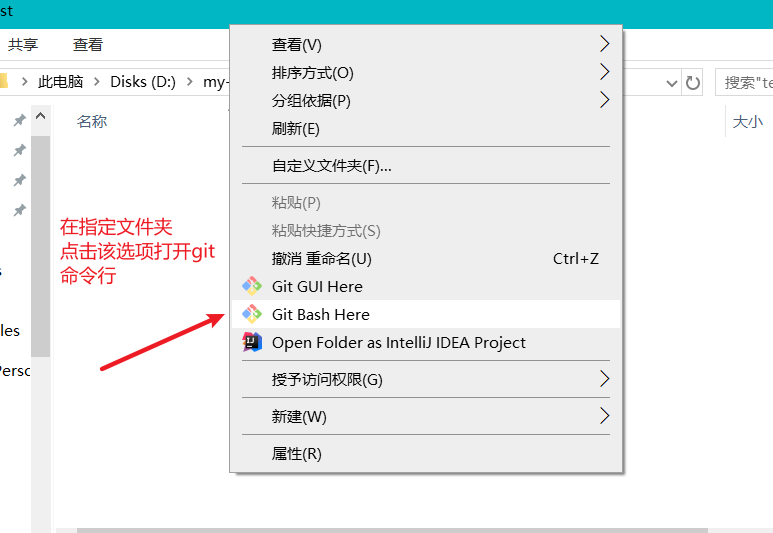 st
共享 查看
此电脑 Disks (D:) my-
搜索"te
名称
大小
查看(V)
排序方式(O)
分组依据(P)
刷新(E)
自定义文件夹(F)...
粘贴(P)
粘贴快捷方式(S)
撤消 重命名(U) Ctrl+Z
Git GUI Here
Git Bash Here
Open Folder as IntelliJ IDEA Project
授予访问权限(G)
新建(W)
属性(R)
在指定文件夹
点击该选项打开git
命令行
les
Perso